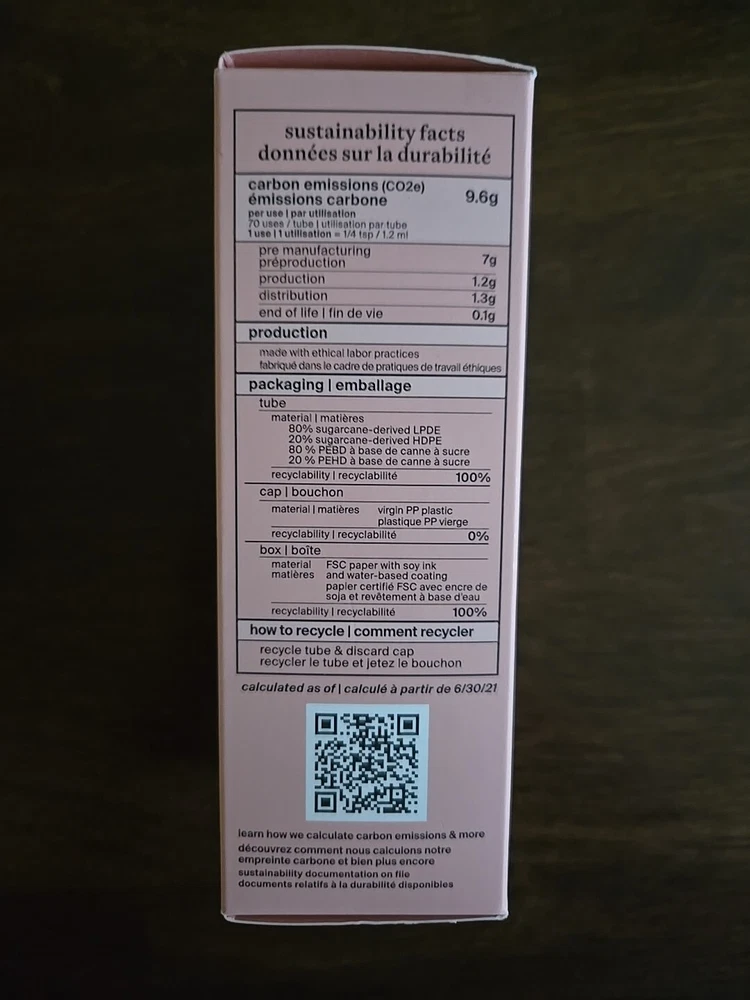 sustainability facts
données sur la durabilité
carbon emissions (CO2e)
émissions carbone 9.6g
per use | par utilisation
70 uses / tube | utilisation par tube
1 use | 1 utilisation = 1/4 tsp / 1.2 ml
pre manufacturing
préproduction 7g
production 1.2g
distribution 1.3g
end of life | fin de vie 0.1g
production
made with ethical labor practices
fabriqué dans le cadre de pratiques de travail éthiques
packaging | emballage
tube
material | matières
80% sugarcane-derived LPDE
20% sugarcane-derived HDPE
80 % PEBD à base de canne à sucre
20 % PEHD à base de canne à sucre
recyclability | recyclabilité 100%
cap | bouchon
material | matières virgin PP plastic
plastique PP vierge
recyclability | recyclabilité 0%
box | boîte
material FSC paper with soy ink
matières and water-based coating
papier certifié FSC avec encre de
soja et revêtement à base d'eau
recyclability | recyclabilité 100%
how to recycle | comment recycler
recycle tube & discard cap
recycler le tube et jetez le bouchon
calculated as of | calculé à partir de 6/30/21
learn how we calculate carbon emissions & more
découvrez comment nous calculons notre
empreinte carbone et bien plus encore
sustainability documentation on file
documents relatifs à la durabilité disponibles